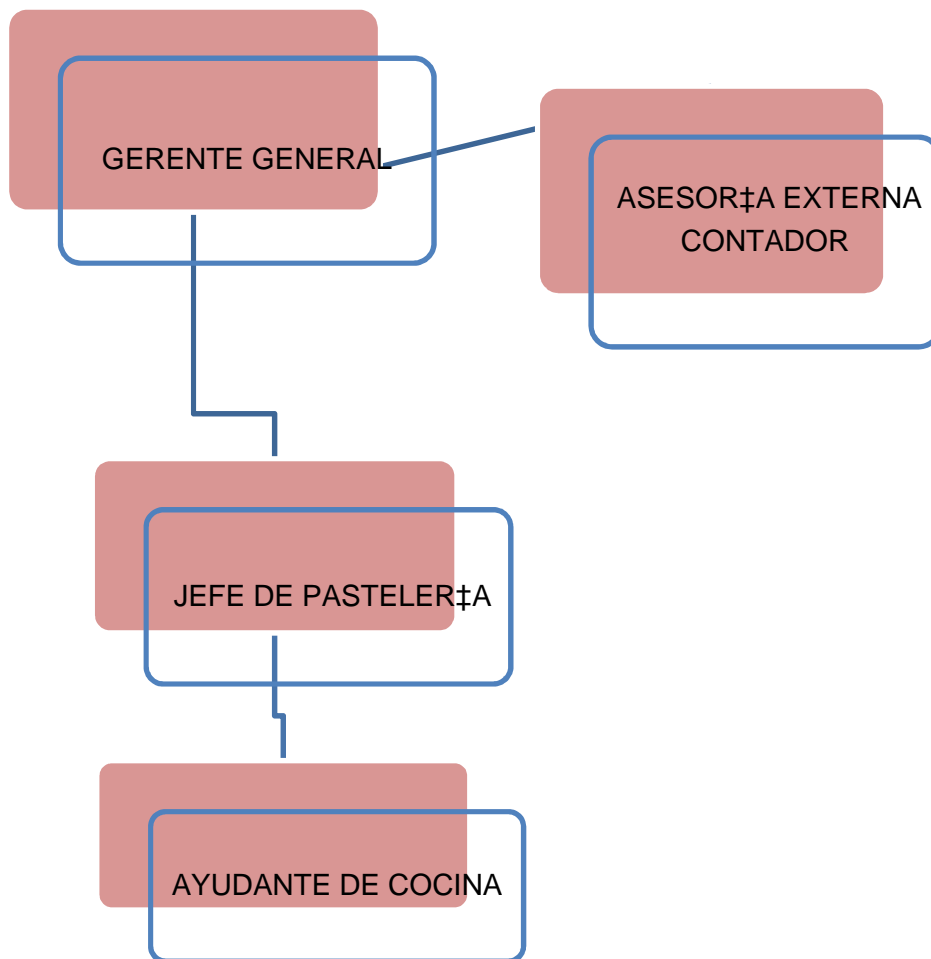 GERENTE GENERAL
ASESOR‡A EXTERNA
CONTADOR
JEFE DE PASTELER‡A
AYUDANTE DE COCINA